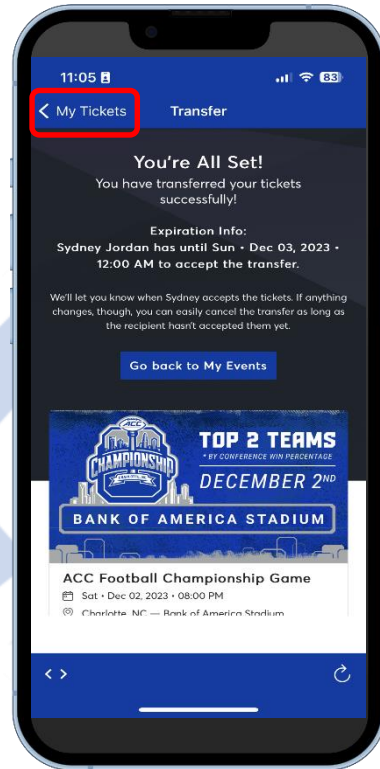 11:05
83
My Tickets
Transfer
You're All Set!
You have transferred your tickets
successfully!
Expiration Info:
Sydney Jordan has until Sun • Dec 03, 2023 •
12:00 AM to accept the transfer.
We'll let you know when Sydney accepts the tickets. If anything
changes, though, you can easily cancel the transfer as long as
the recipient hasn't accepted them yet.
Go back to My Events
ACC
CHAMPIONSHIP
TOP 2 TEAMS
* BY CONFERENCE WIN PERCENTAGE
DECEMBER 2ND
BANK OF AMERICA STADIUM
ACC Football Championship Game
Sat • Dec 02, 2023 • 08:00 PM
Charlotte, NC — Bank of America Stadium